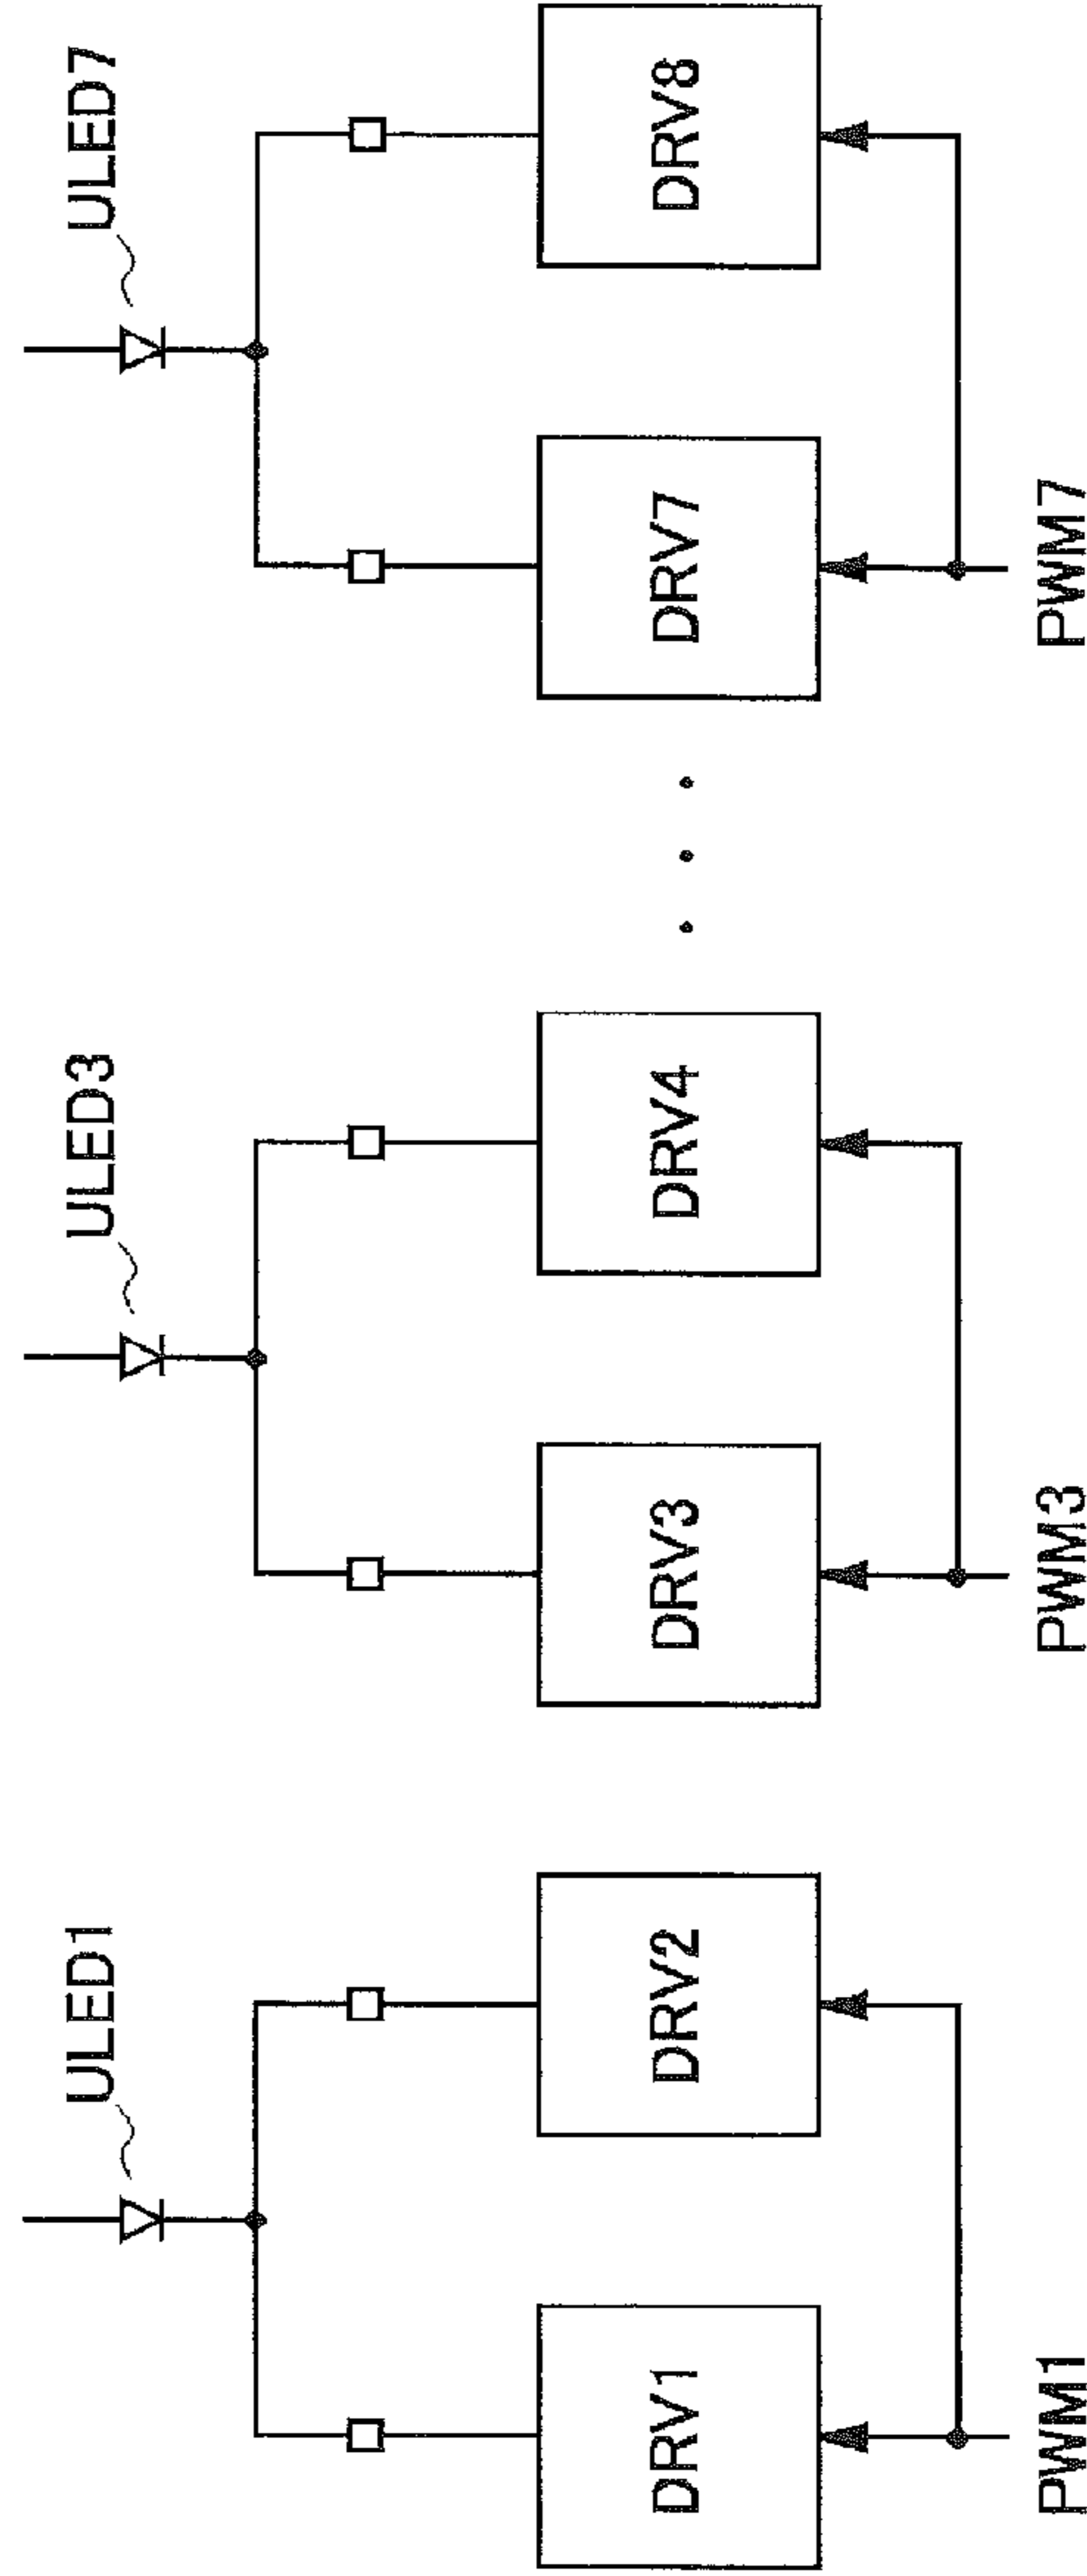 ULED1
ULED3
ULED7
DRV1
DRV2
DRV3
DRV4
DRV7
DRV8
PWM1
PWM3
PWM7